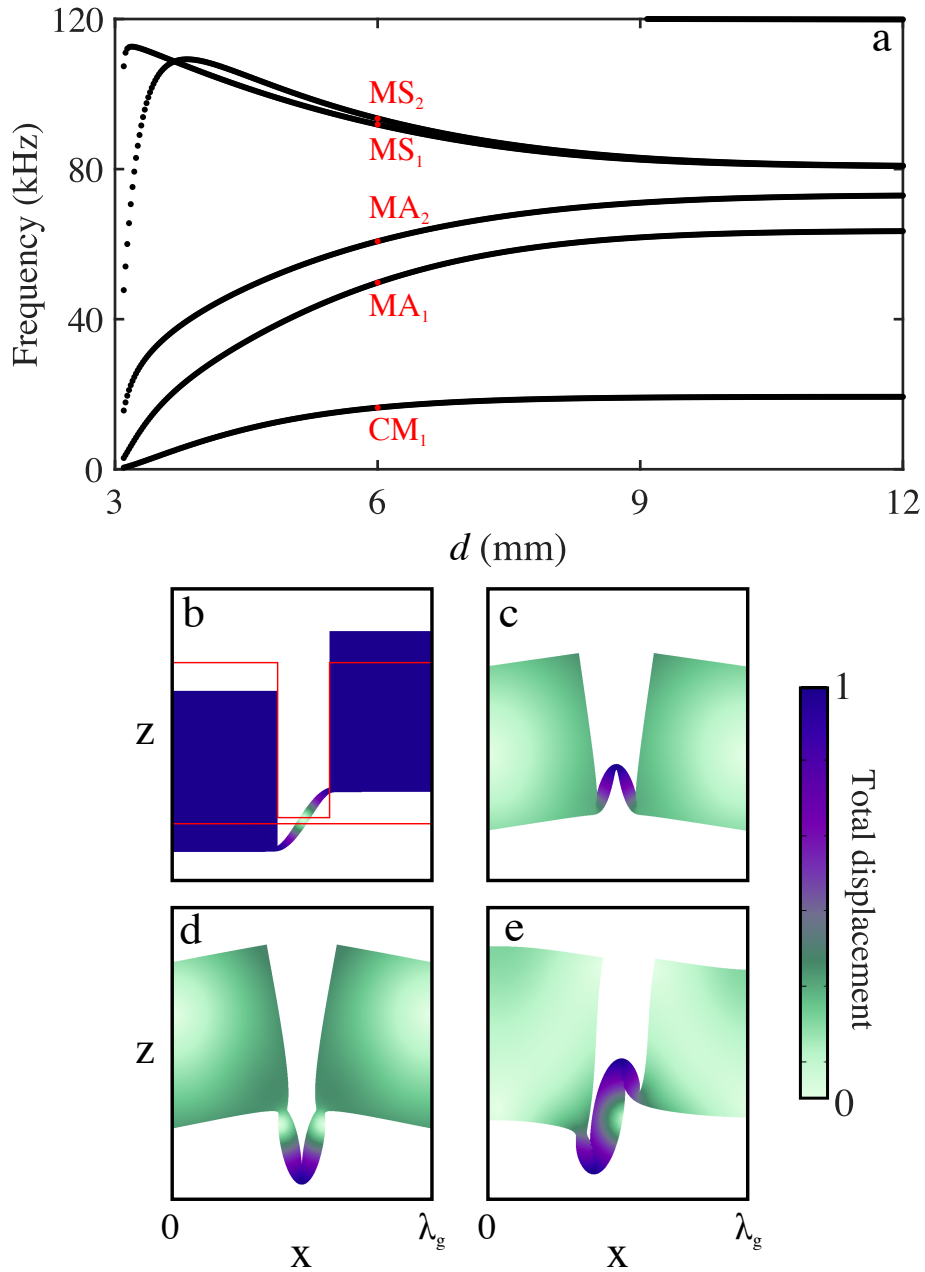 120
a
MS₂
MS₁
80
MA₂
MA₁
40
CM₁
0
Frequency (kHz)
3 6 9 12
d (mm)
b
c
z
d
e
z
0 x λg
0 x λg
1
Total displacement
0